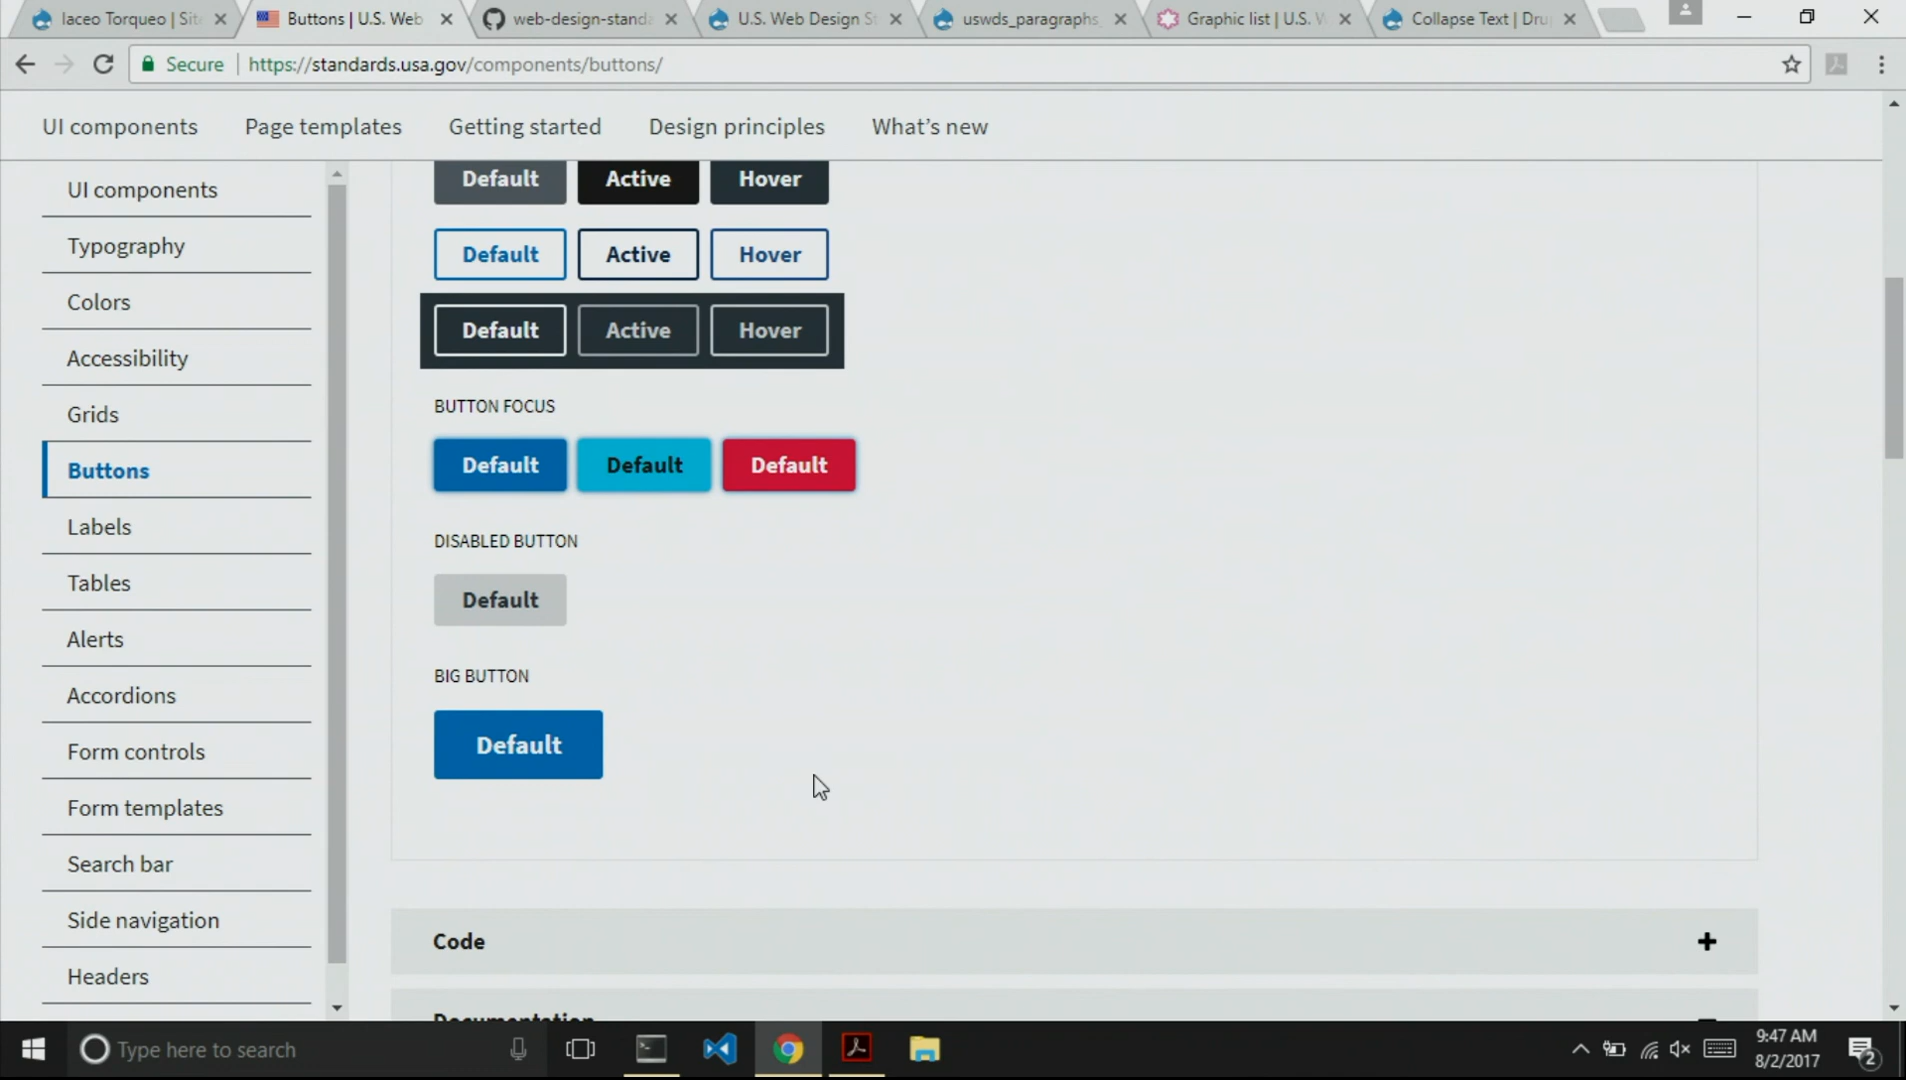 Iaceo Torqueo | Sit
Buttons | U.S. Web
web-design-standa
U.S. Web Design S
uswds_paragraphs
Graphic list | U.S. W
Collapse Text | Dru
Secure
https://standards.usa.gov/components/buttons/
UI components
Page templates
Getting started
Design principles
What's new
UI components
Typography
Colors
Accessibility
Grids
Buttons
Labels
Tables
Alerts
Accordions
Form controls
Form templates
Search bar
Side navigation
Headers
Default Active Hover
Default Active Hover
Default Active Hover
BUTTON FOCUS
Default Default Default
DISABLED BUTTON
Default
BIG BUTTON
Default
Code
Documentation
Type here to search
9:47 AM
8/2/2017
2